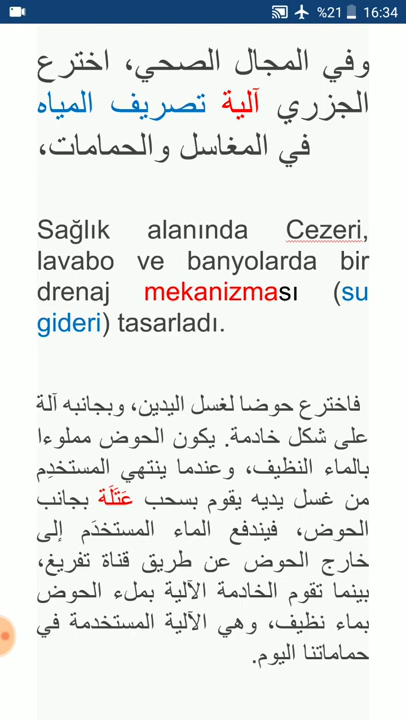 %21 16:34
وفي المجال الصحي، اخترع
الجزري آلية تصريف المياه
في المغاسل والحمامات،
Sağlık alanında Cezeri,
lavabo ve banyolarda bir
drenaj mekanizması (su
gideri) tasarladı.
فاخترع حوضا لغسل اليدين، وبجانبه آلة
على شكل خادمة. يكون الحوض مملوءا
بالماء النظيف، وعندما ينتهي المستخدِم
من غسل يديه يقوم بسحب عَتَلَة بجانب
الحوض، فيندفع الماء المستخدَم إلى
خارج الحوض عن طريق قناة تفريغ،
بينما تقوم الخادمة الآلية بملء الحوض
بماء نظيف، وهي الآلية المستخدمة في
حماماتنا اليوم.